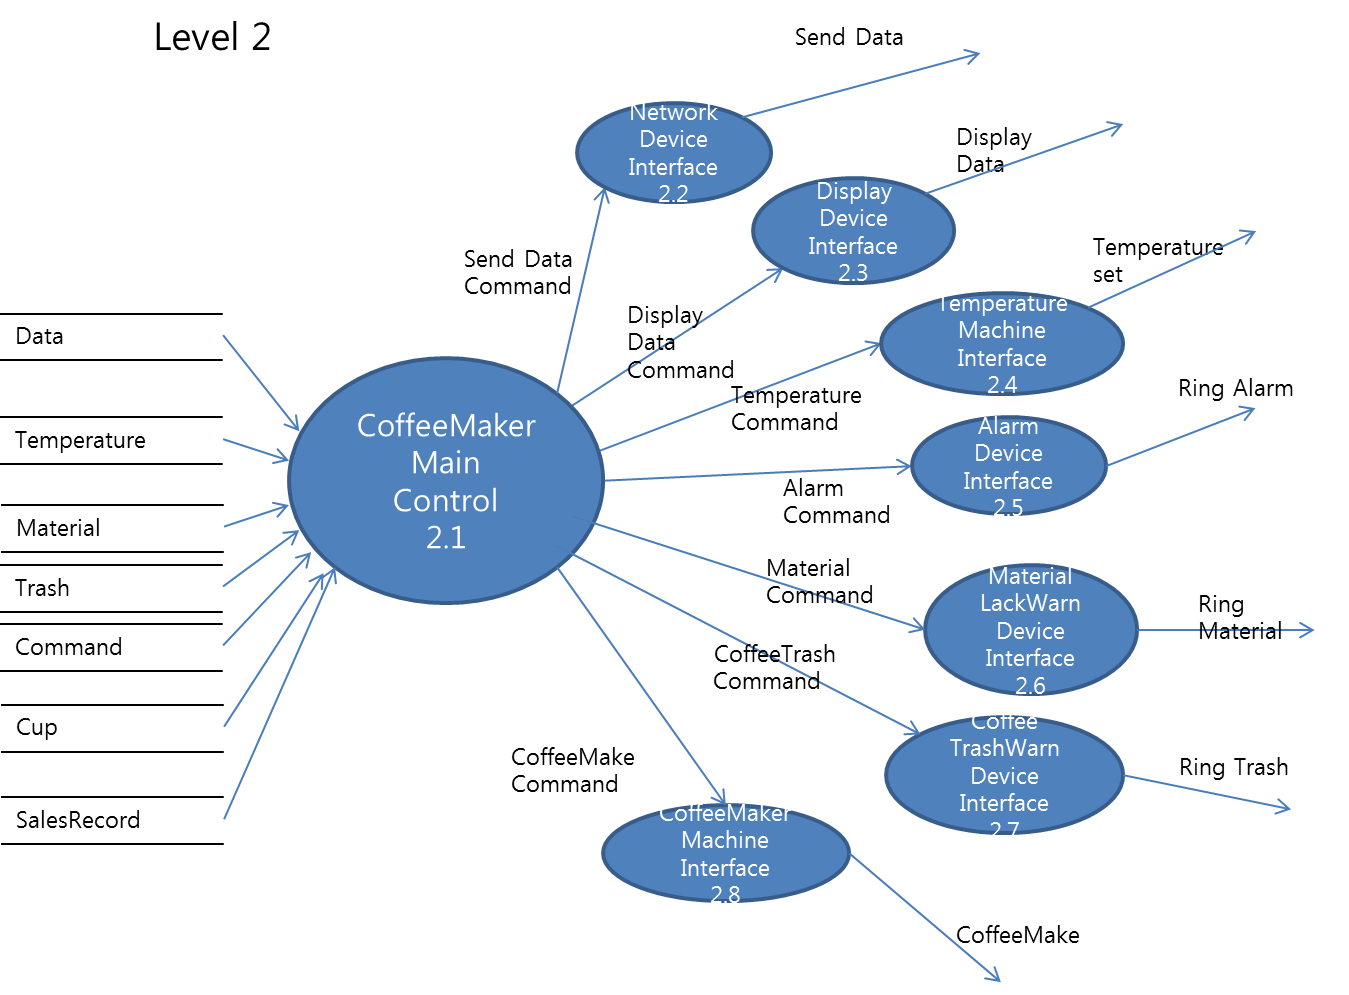 Level 2
Send Data
Network
Device
Interface
2.2
Display
Data
Display
Device
Interface
2.3
Send Data
Command
Temperature
set
Temperature
Machine
Interface
2.4
Display
Data
Command
Data
Temperature
Command
Ring Alarm
CoffeeMaker
Main
Control
2.1
Alarm
Device
Interface
2.5
Temperature
Alarm
Command
Material
Material
Command
Material
LackWarn
Device
Interface
2.6
Ring
Material
Trash
Command
CoffeeTrash
Command
Cup
Coffee
TrashWarn
Device
Interface
2.7
Ring Trash
CoffeeMake
Command
SalesRecord
CoffeeMaker
Machine
Interface
2.8
CoffeeMake